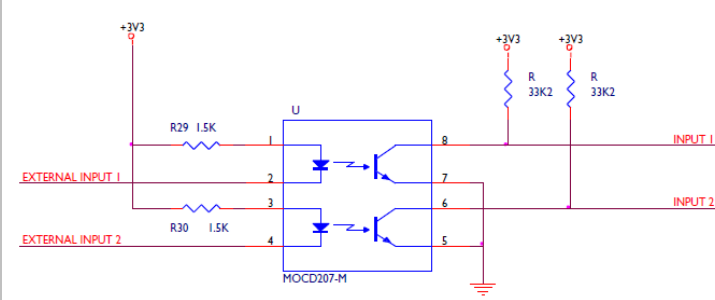 +3V3
+3V3
+3V3
R
33K2
R
33K2
U
R29 1.5K
1
8
INPUT 1
EXTERNAL INPUT 1
2
7
3
6
INPUT 2
R30 1.5K
EXTERNAL INPUT 2
4
5
MOCD207-M